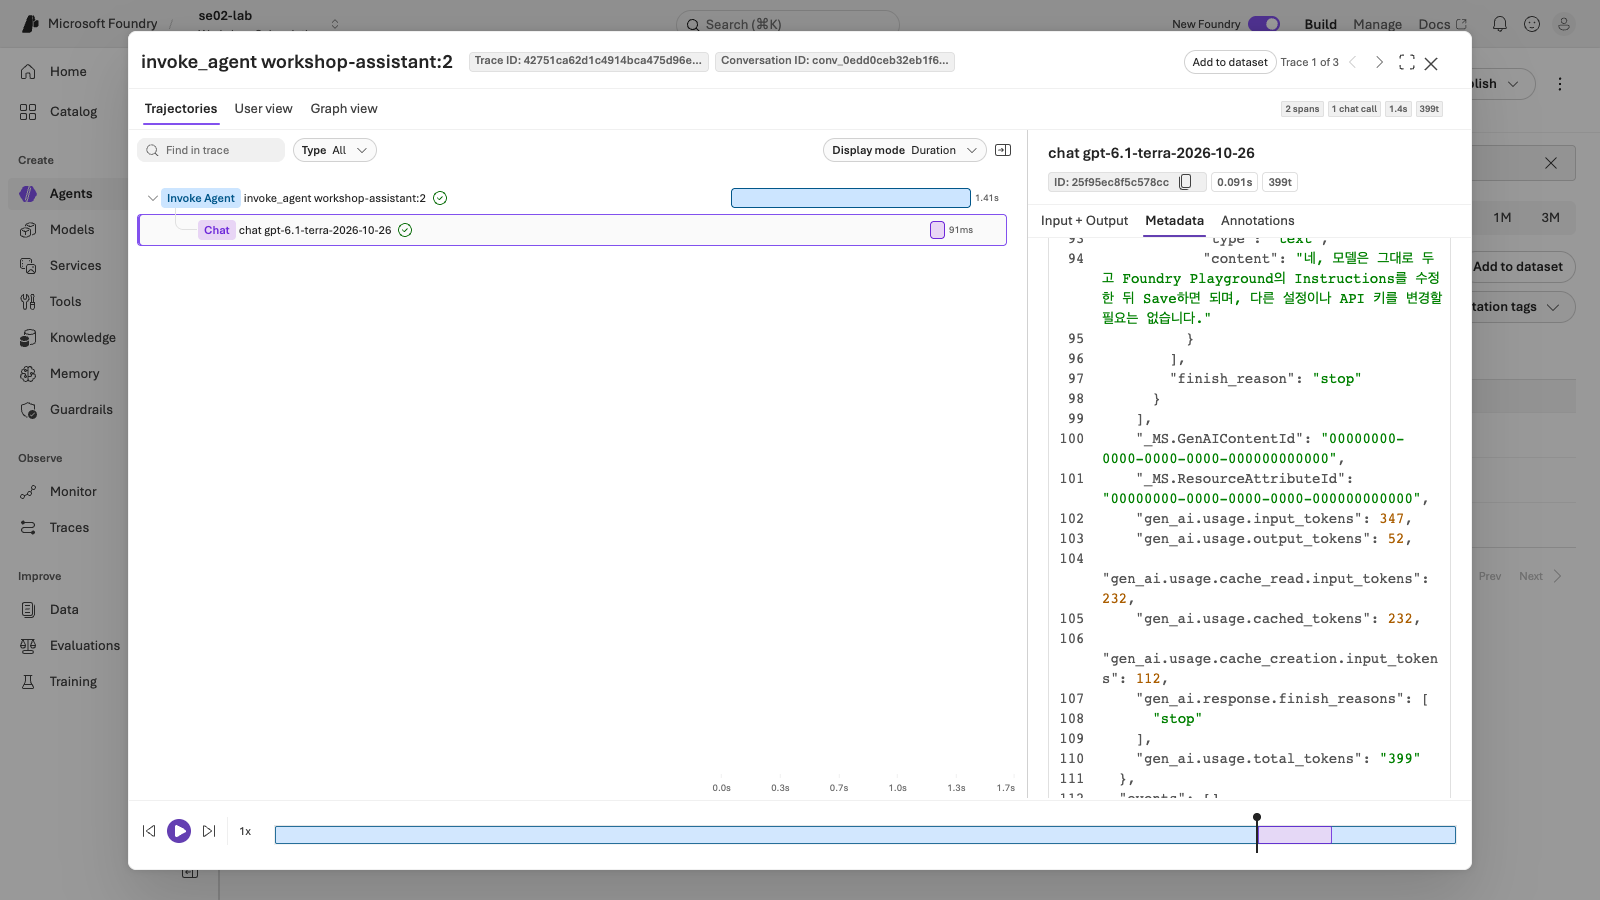 Microsoft Foundry
/
se02-lab
Search (⌘K)
New Foundry
Build
Manage
Docs
Home
Catalog
Create
Agents
Models
Services
Tools
Knowledge
Memory
Guardrails
Observe
Monitor
Traces
Improve
Data
Evaluations
Training
invoke_agent workshop-assistant:2
Trace ID: 42751ca62d1c4914bca475d96e...
Conversation ID: conv_0edd0ceb32eb1f6...
Add to dataset
Trace 1 of 3
Trajectories
User view
Graph view
2 spans
1 chat call
1.4s
399t
Find in trace
Type All
Display mode Duration
Invoke Agent invoke_agent workshop-assistant:2
1.41s
Chat chat gpt-6.1-terra-2026-10-26
91ms
0.0s 0.3s 0.7s 1.0s 1.3s 1.7s
chat gpt-6.1-terra-2026-10-26
ID: 25f95ec8f5c578cc
0.091s
399t
Input + Output
Metadata
Annotations
93 "type": "text",
94 "content": "네, 모델은 그대로 두
고 Foundry Playground의 Instructions를 수정
한 뒤 Save하면 되며, 다른 설정이나 API 키를 변경할
필요는 없습니다."
95 }
96 ],
97 "finish_reason": "stop"
98 }
99 ],
100 "_MS.GenAIContentId": "00000000-
0000-0000-0000-000000000000",
101 "_MS.ResourceAttributeId":
"00000000-0000-0000-0000-000000000000",
102 "gen_ai.usage.input_tokens": 347,
103 "gen_ai.usage.output_tokens": 52,
104
"gen_ai.usage.cache_read.input_tokens":
232,
105 "gen_ai.usage.cached_tokens": 232,
106
"gen_ai.usage.cache_creation.input_token
s": 112,
107 "gen_ai.response.finish_reasons": [
108 "stop"
109 ],
110 "gen_ai.usage.total_tokens": "399"
111 },
112 "events": []
1x
lish
1M 3M
Add to dataset
tation tags
Prev Next